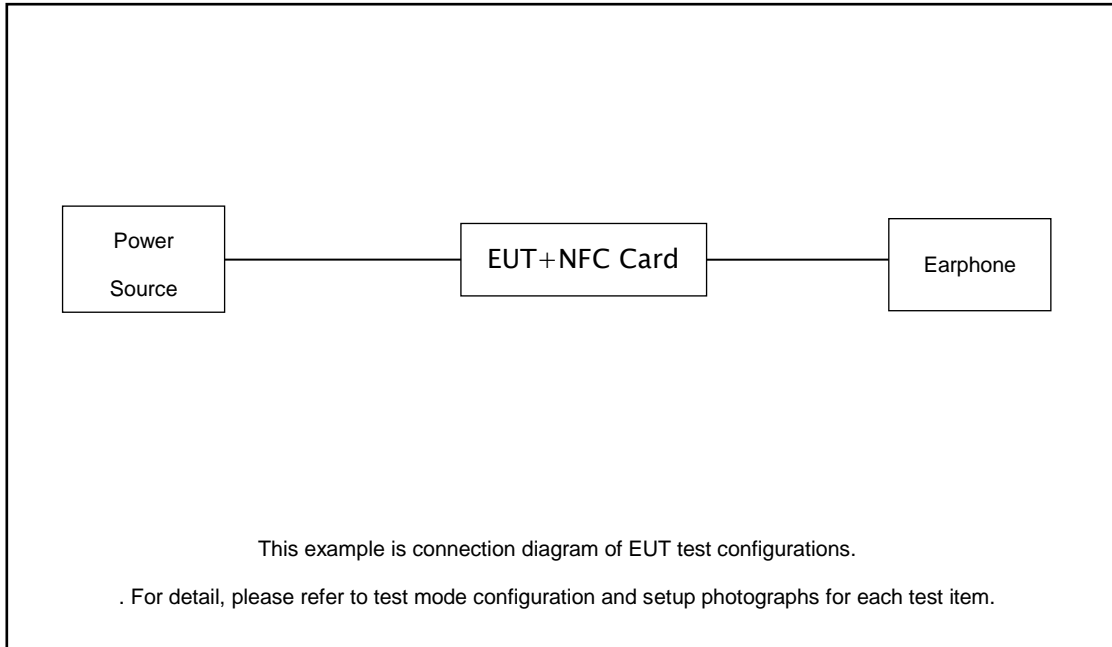 Power
Source
EUT+NFC Card
Earphone
This example is connection diagram of EUT test configurations.
. For detail, please refer to test mode configuration and setup photographs for each test item.